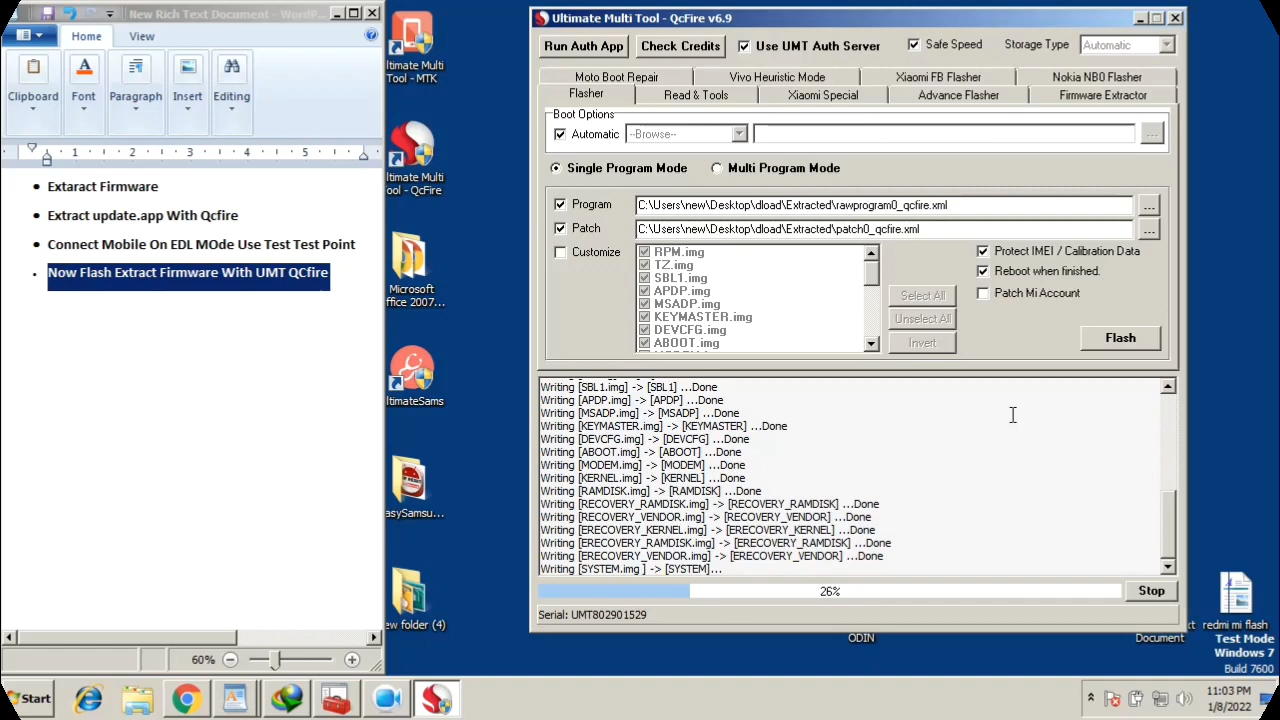 New Rich Text Document - WordP...
Home
View
Clipboard
Font
Paragraph
Insert
Editing
1 2 3 4 5
Extaract Firmware
Extract update.app With Qcfire
Connect Mobile On EDL MOde Use Test Test Point
Now Flash Extract Firmware With UMT QCfire
60%
ltimate Multi
Tool - MTK
ltimate Multi
ool - QcFire
Microsoft
ffice 2007...
ltimateSams
asySamsu...
ew folder (4)
Ultimate Multi Tool - QcFire v6.9
Run Auth App
Check Credits
Use UMT Auth Server
Safe Speed
Storage Type
Automatic
Moto Boot Repair
Vivo Heuristic Mode
Xiaomi FB Flasher
Nokia NB0 Flasher
Flasher
Read & Tools
Xiaomi Special
Advance Flasher
Firmware Extractor
Boot Options
Automatic
--Browse--
...
Single Program Mode
Multi Program Mode
Program
C:\Users\new\Desktop\dload\Extracted\rawprogram0_qcfire.xml
...
Patch
C:\Users\new\Desktop\dload\Extracted\patch0_qcfire.xml
...
Customize
RPM.img
TZ.img
SBL1.img
APDP.img
MSADP.img
KEYMASTER.img
DEVCFG.img
ABOOT.img
Select All
Unselect All
Invert
Protect IMEI / Calibration Data
Reboot when finished.
Patch Mi Account
Flash
Writing [SBL1.img] -> [SBL1] ...Done
Writing [APDP.img] -> [APDP] ...Done
Writing [MSADP.img] -> [MSADP] ...Done
Writing [KEYMASTER.img] -> [KEYMASTER] ...Done
Writing [DEVCFG.img] -> [DEVCFG] ...Done
Writing [ABOOT.img] -> [ABOOT] ...Done
Writing [MODEM.img] -> [MODEM] ...Done
Writing [KERNEL.img] -> [KERNEL] ...Done
Writing [RAMDISK.img] -> [RAMDISK] ...Done
Writing [RECOVERY_RAMDISK.img] -> [RECOVERY_RAMDISK] ...Done
Writing [RECOVERY_VENDOR.img] -> [RECOVERY_VENDOR] ...Done
Writing [ERECOVERY_KERNEL.img] -> [ERECOVERY_KERNEL] ...Done
Writing [ERECOVERY_RAMDISK.img] -> [ERECOVERY_RAMDISK] ...Done
Writing [ERECOVERY_VENDOR.img] -> [ERECOVERY_VENDOR] ...Done
Writing [SYSTEM.img ] -> [SYSTEM]...
26%
Stop
Serial: UMT802901529
ODIN
Document
redmi mi flash
Test Mode
Windows 7
Build 7600
Start
11:03 PM
1/8/2022